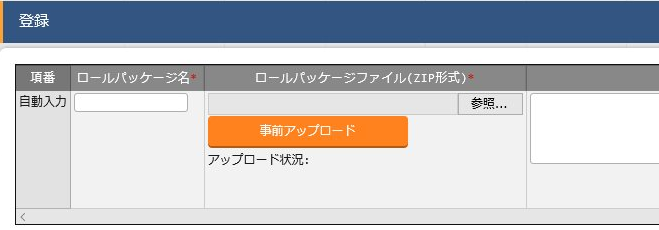 登録
項番 ロールパッケージ名* ロールパッケージファイル(ZIP形式)*
自動入力 参照...
事前アップロード
アップロード状況: